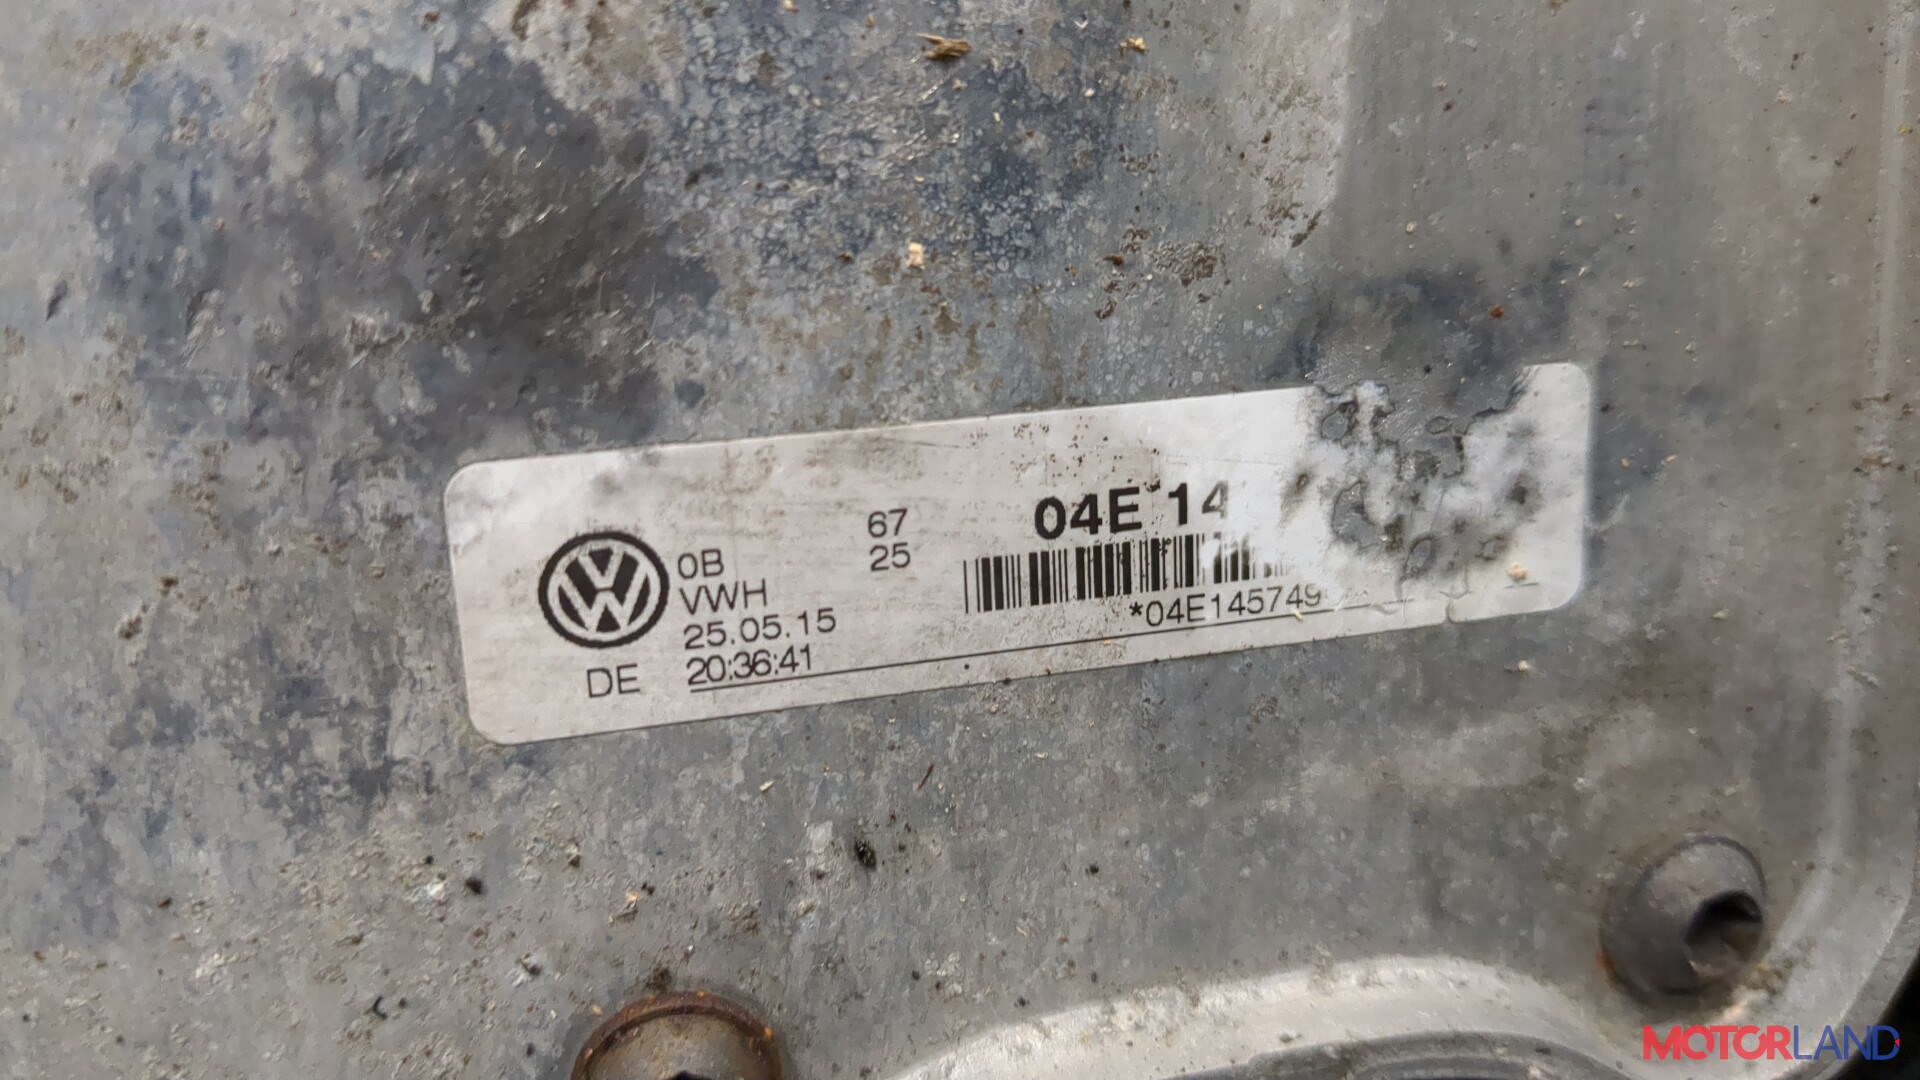 67
04E 14
0B
25
VWH
*04E145749
25.05.15
DE
20:36:41
MOTORLAND